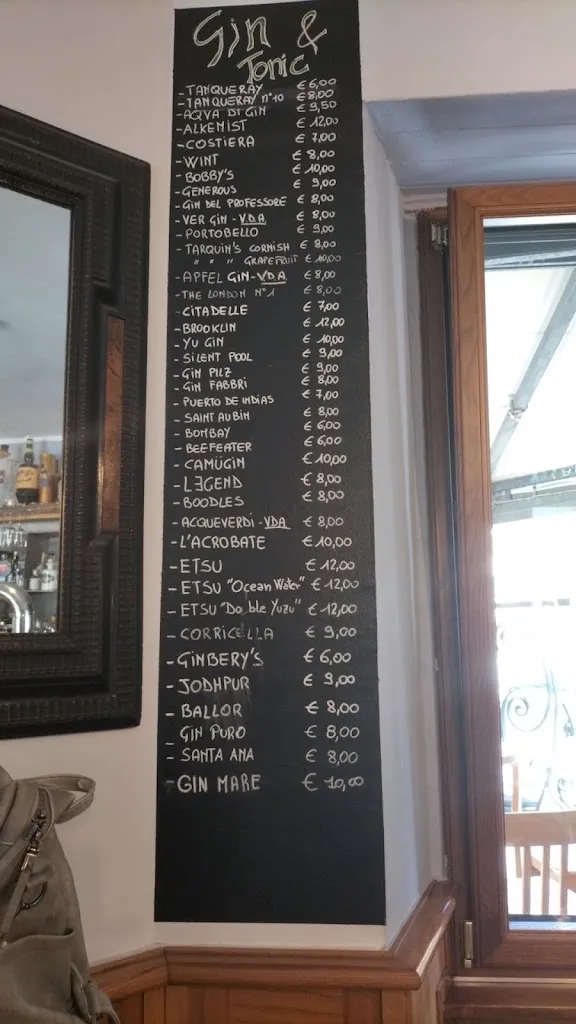 Gin &
Tonic
- TANQUERAY € 6,00
- TANQUERAY n°10 € 8,00
- AQVA DI GIN € 9,50
- ALKEMIST € 12,00
- COSTIERA € 7,00
- WINT € 8,00
- BOBBY'S € 10,00
- GENEROUS € 9,00
- GIN DEL PROFESSORE € 8,00
- VER GIN - V.D.A € 8,00
- PORTOBELLO € 9,00
- TARQUIN'S CORNISH € 8,00
" " " GRAPEFRUIT € 10,00
- APFEL GIN - VDA € 8,00
- THE LONDON N°1 € 8,00
- CITADELLE € 7,00
- BROOKLIN € 12,00
- YU GIN € 10,00
- SILENT POOL € 9,00
- GIN PILZ € 9,00
- GIN FABBRI € 8,00
- PUERTO DE INDIAS € 7,00
- SAINT AUBIN € 8,00
- BOMBAY € 6,00
- BEEFEATER € 6,00
- CAMÜGIN € 10,00
- LEGEND € 8,00
- BOODLES € 8,00
- ACQUEVERDI - VDA € 8,00
- L'ACROBATE € 10,00
- ETSU € 12,00
- ETSU "Ocean Water" € 12,00
- ETSU "Double Yuzu" € 12,00
- CORRICELLA € 9,00
- GINBERY'S € 6,00
- JODHPUR € 9,00
- BALLOR € 8,00
- GIN PURO € 8,00
- SANTA ANA € 8,00
- GIN MARE € 10,00